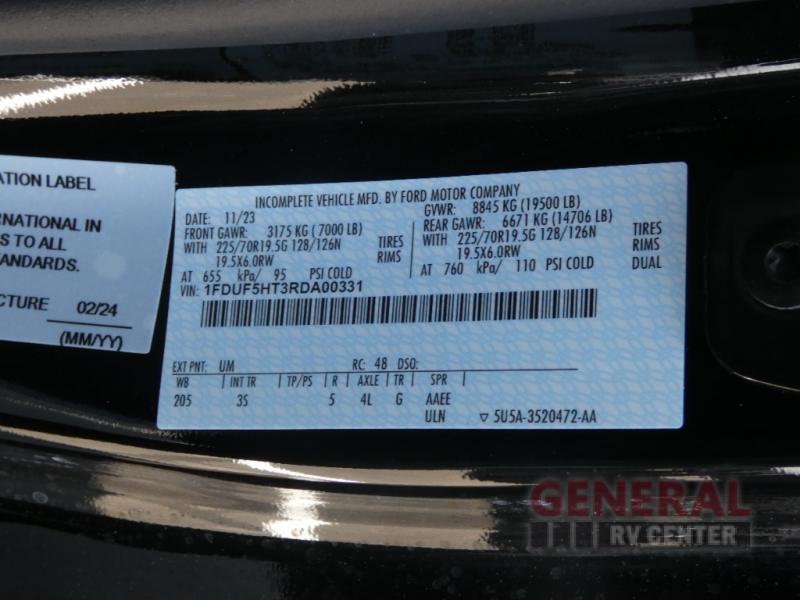 ATION LABEL
ERNATIONAL IN
S TO ALL
STANDARDS.
CTURE 02/24
(MM/YY)
INCOMPLETE VEHICLE MFD. BY FORD MOTOR COMPANY
DATE: 11/23 GVWR: 8845 KG (19500 LB)
FRONT GAWR: 3175 KG (7000 LB) REAR GAWR: 6671 KG (14706 LB)
WITH 225/70R19.5G 128/126N TIRES WITH 225/70R19.5G 128/126N TIRES
19.5X6.0RW RIMS 19.5X6.0RW RIMS
AT 655 kPa/ 95 PSI COLD AT 760 kPa/ 110 PSI COLD DUAL
VIN: 1FDUF5HT3RDA00331
EXT PNT: UM RC: 48 DSO:
WB INT TR TP/PS R AXLE TR SPR
205 3S 5 4L G AAEE
ULN ▽ 5U5A-3520472-AA
GENERAL
RV CENTER